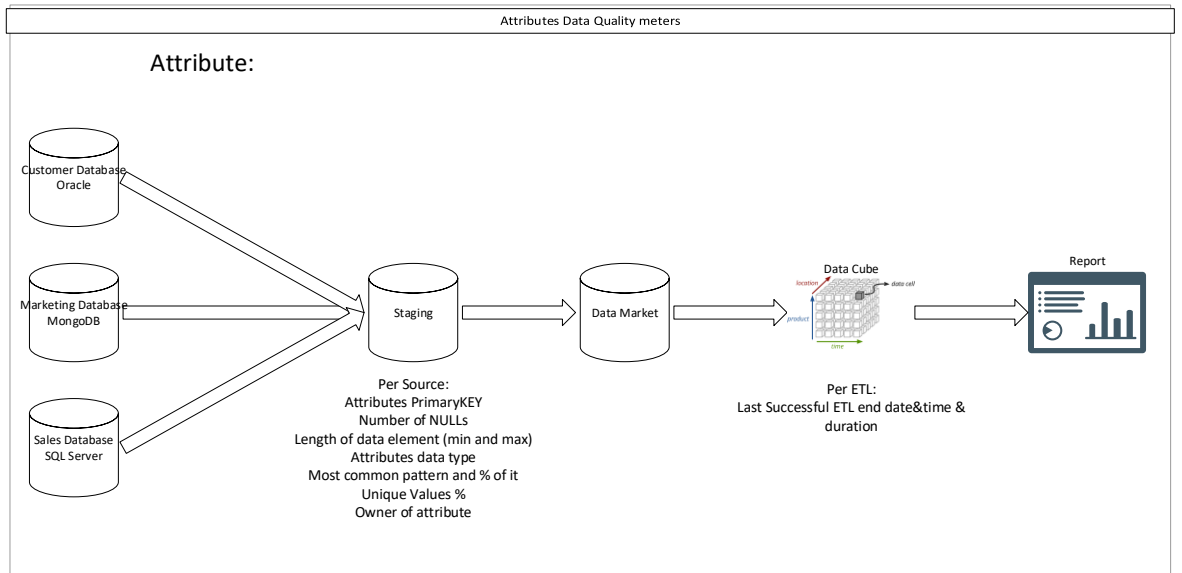 Attributes Data Quality meters
Attribute:
Customer Database
Oracle
Marketing Database
MongoDB
Sales Database
SQL Server
Staging
Per Source:
Attributes PrimaryKEY
Number of NULLs
Length of data element (min and max)
Attributes data type
Most common pattern and % of it
Unique Values %
Owner of attribute
Data Market
Data Cube
location
data cell
product
time
Per ETL:
Last Successful ETL end date&time &
duration
Report